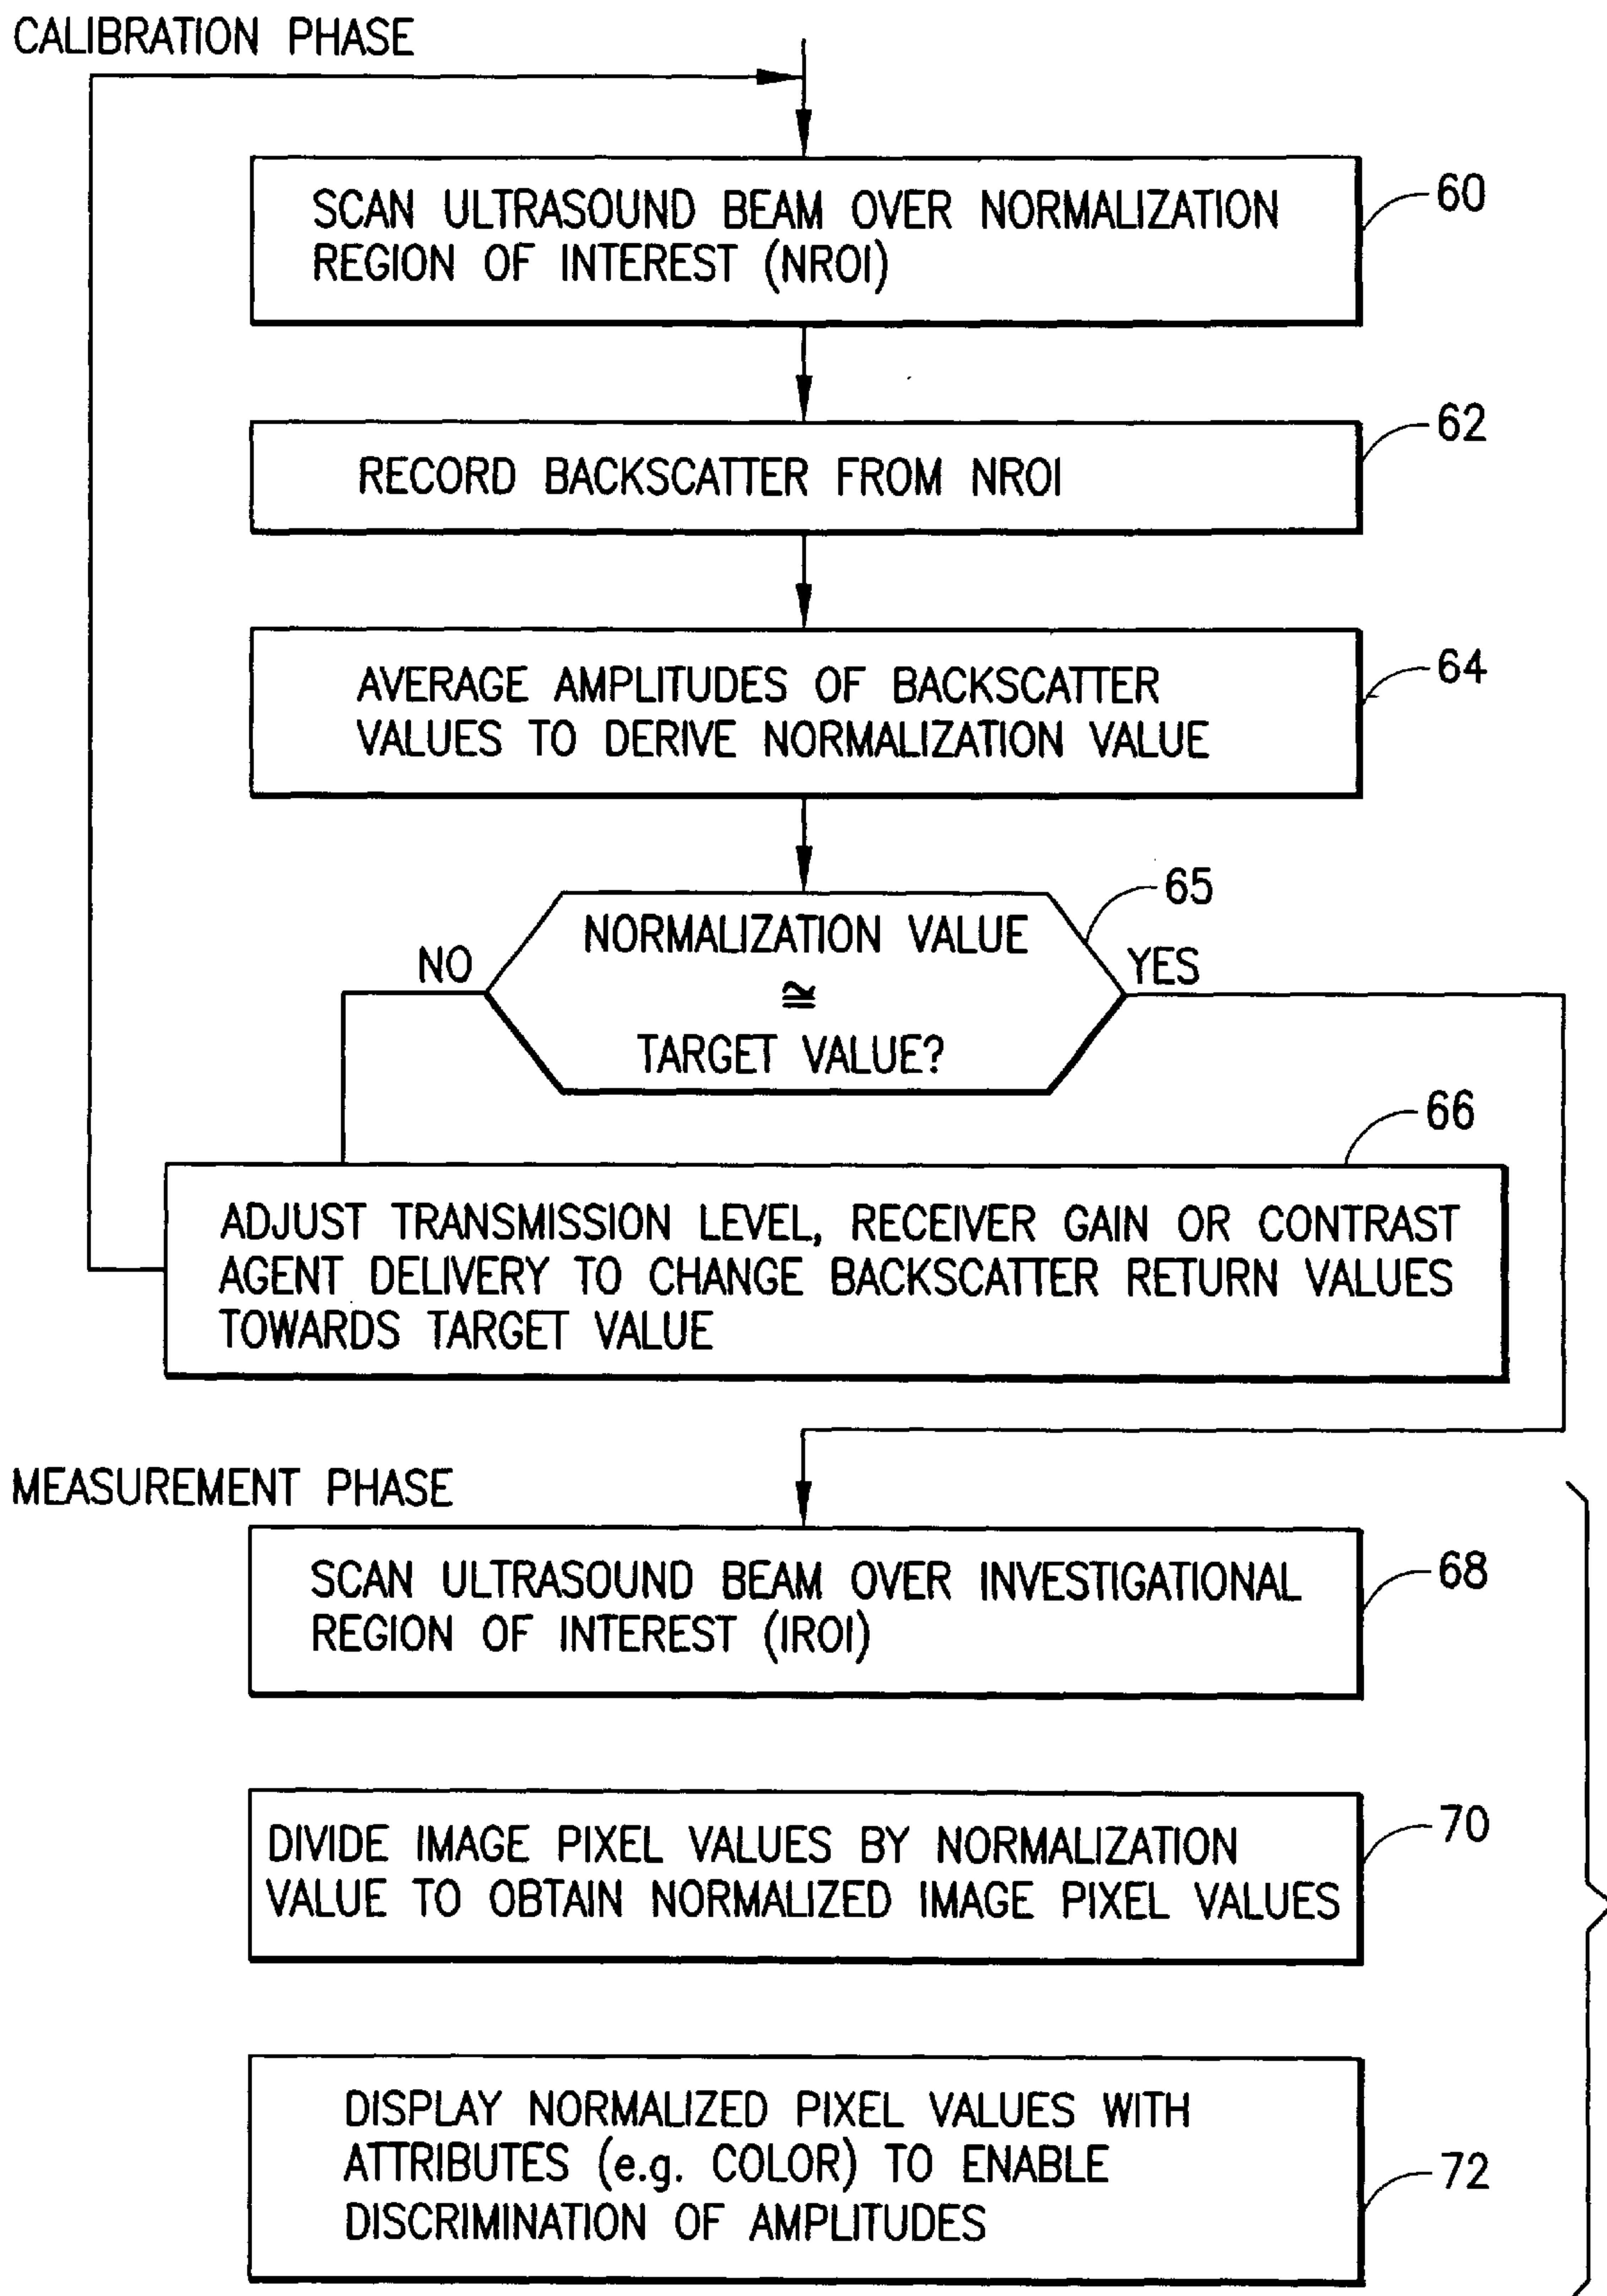 CALIBRATION PHASE
SCAN ULTRASOUND BEAM OVER NORMALIZATION
REGION OF INTEREST (NROI)
60
RECORD BACKSCATTER FROM NROI
62
AVERAGE AMPLITUDES OF BACKSCATTER
VALUES TO DERIVE NORMALIZATION VALUE
64
65
NORMALIZATION VALUE
≅
TARGET VALUE?
NO
YES
66
ADJUST TRANSMISSION LEVEL, RECEIVER GAIN OR CONTRAST
AGENT DELIVERY TO CHANGE BACKSCATTER RETURN VALUES
TOWARDS TARGET VALUE
MEASUREMENT PHASE
SCAN ULTRASOUND BEAM OVER INVESTIGATIONAL
REGION OF INTEREST (IROI)
68
DIVIDE IMAGE PIXEL VALUES BY NORMALIZATION
VALUE TO OBTAIN NORMALIZED IMAGE PIXEL VALUES
70
DISPLAY NORMALIZED PIXEL VALUES WITH
ATTRIBUTES (e.g. COLOR) TO ENABLE
DISCRIMINATION OF AMPLITUDES
72